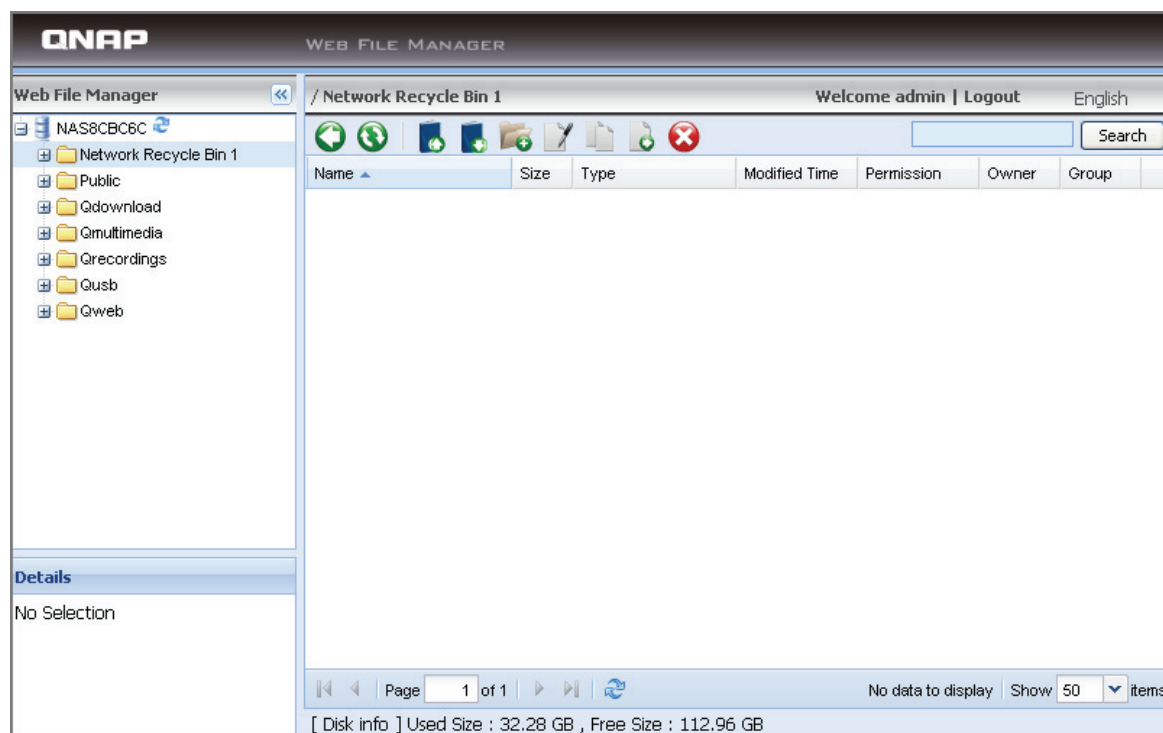 QNAP
WEB FILE MANAGER
Web File Manager
/ Network Recycle Bin 1
Welcome admin | Logout
English
NAS8CBC6C
Network Recycle Bin 1
Public
Qdownload
Qmultimedia
Qrecordings
Qusb
Qweb
Search
Name
Size
Type
Modified Time
Permission
Owner
Group
Details
No Selection
Page 1 of 1
No data to display
Show 50 items
[ Disk info ] Used Size : 32.28 GB , Free Size : 112.96 GB